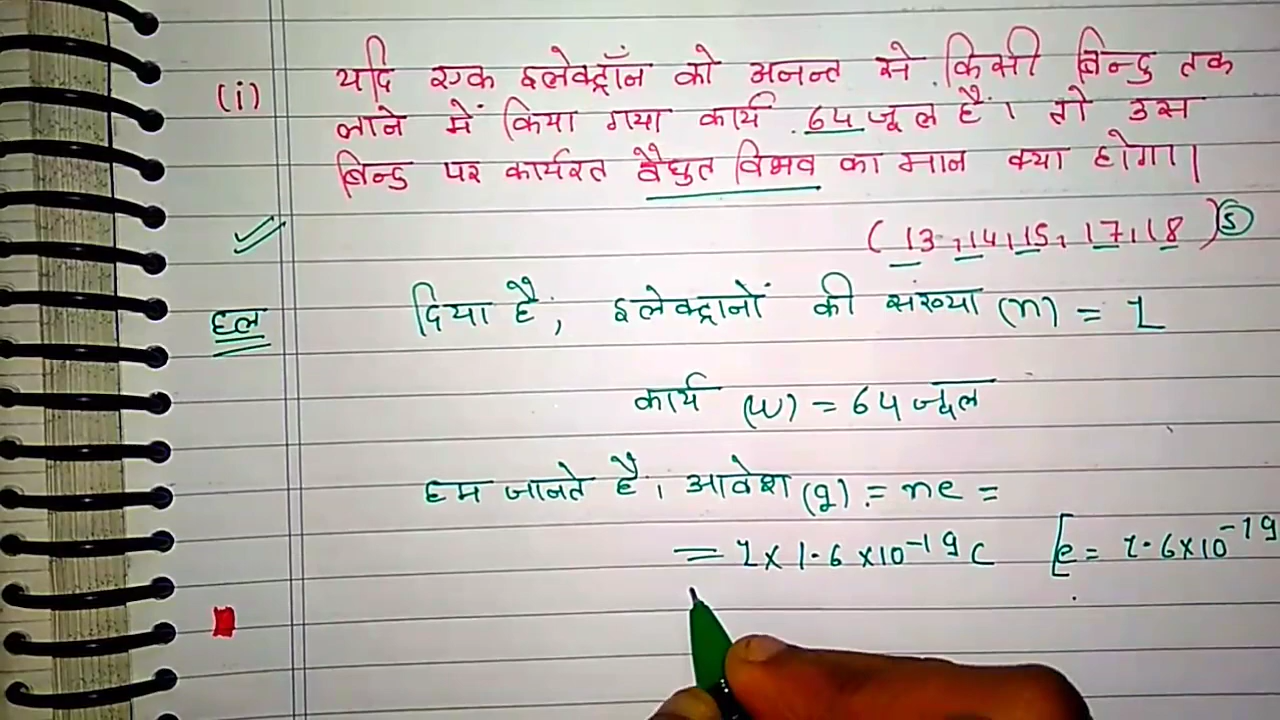 (i) यदि एक इलेक्ट्रॉन को अनन्त से किसी बिन्दु तक
लाने में किया गया कार्य 64 जूल है। तो उस
बिन्दु पर कार्यरत वैधुत विभव का मान क्या होगा।
(13, 14, 15, 17, 18) 5
हल दिया है, इलेक्ट्रानों की संख्या (n) = 1
कार्य (W) = 64 जूल
हम जानते है, आवेश (q) = ne =
= 1 × 1.6 × 10⁻¹⁹ C [e = 1.6 × 10⁻¹⁹